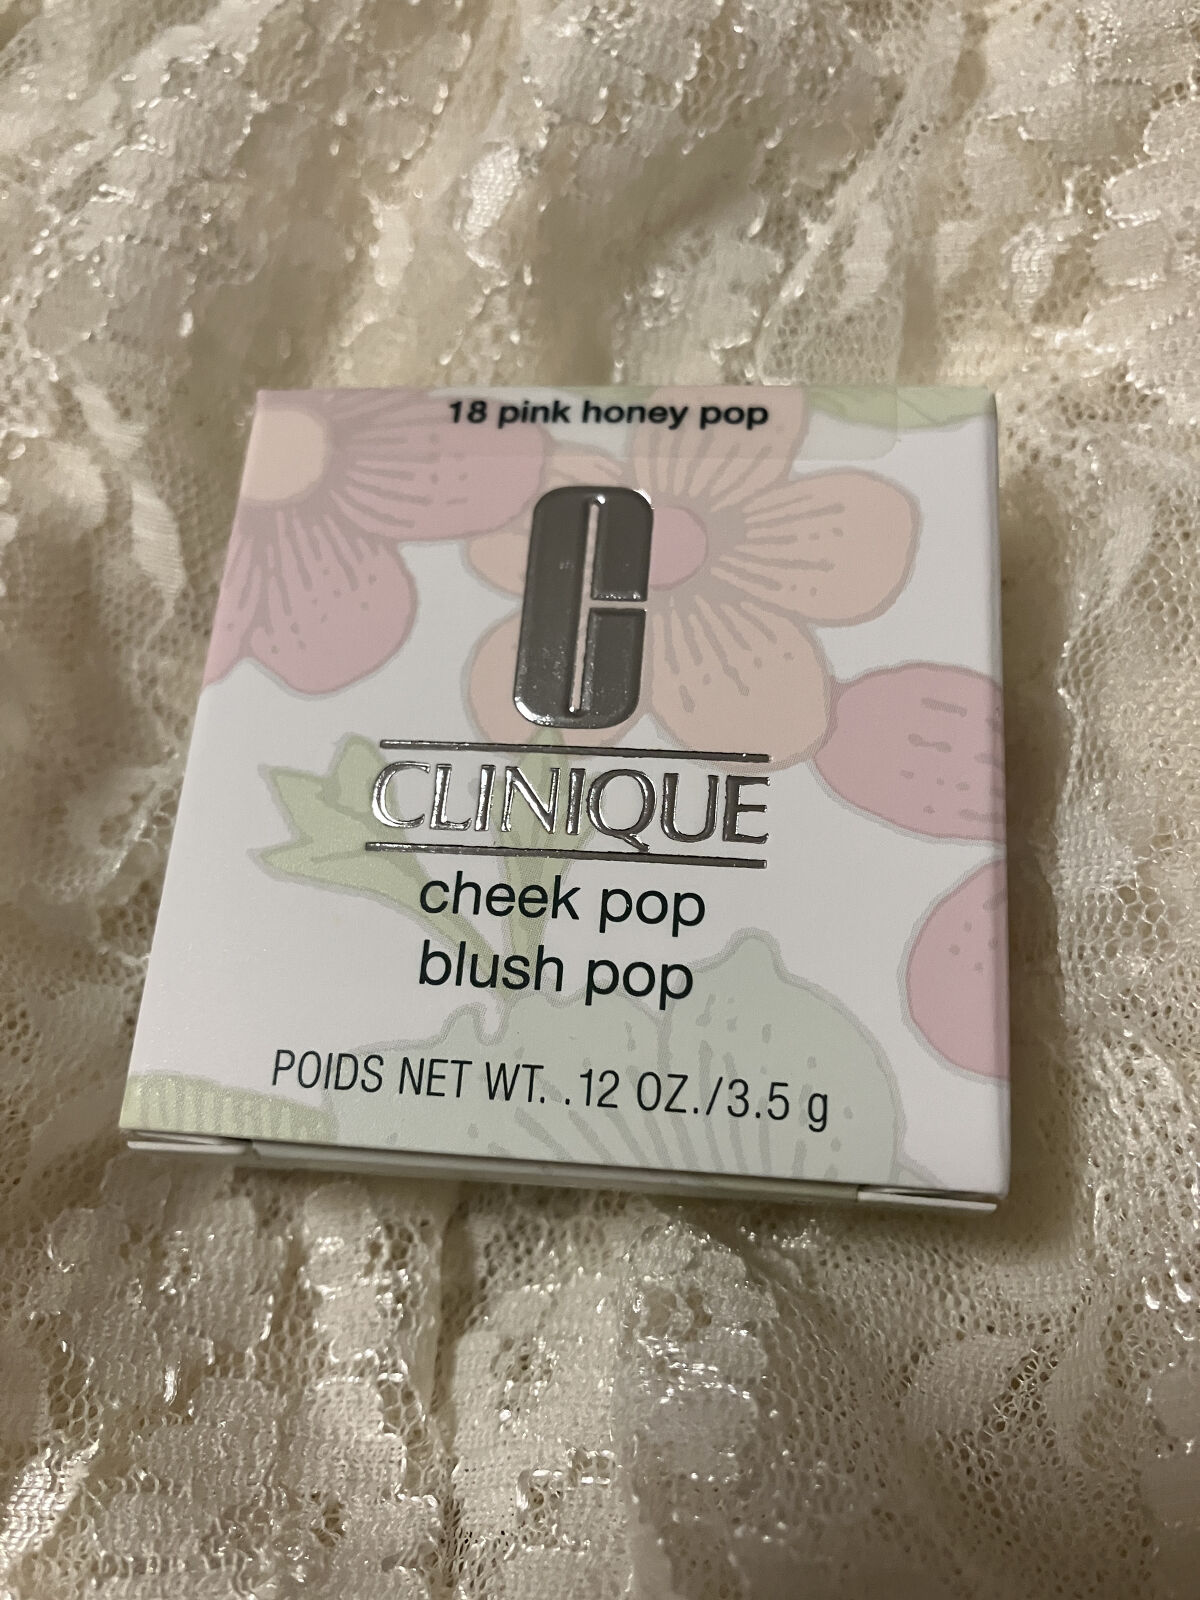 18 pink honey pop
CLINIQUE
cheek pop
blush pop
POIDS NET WT. .12 OZ./3.5 g